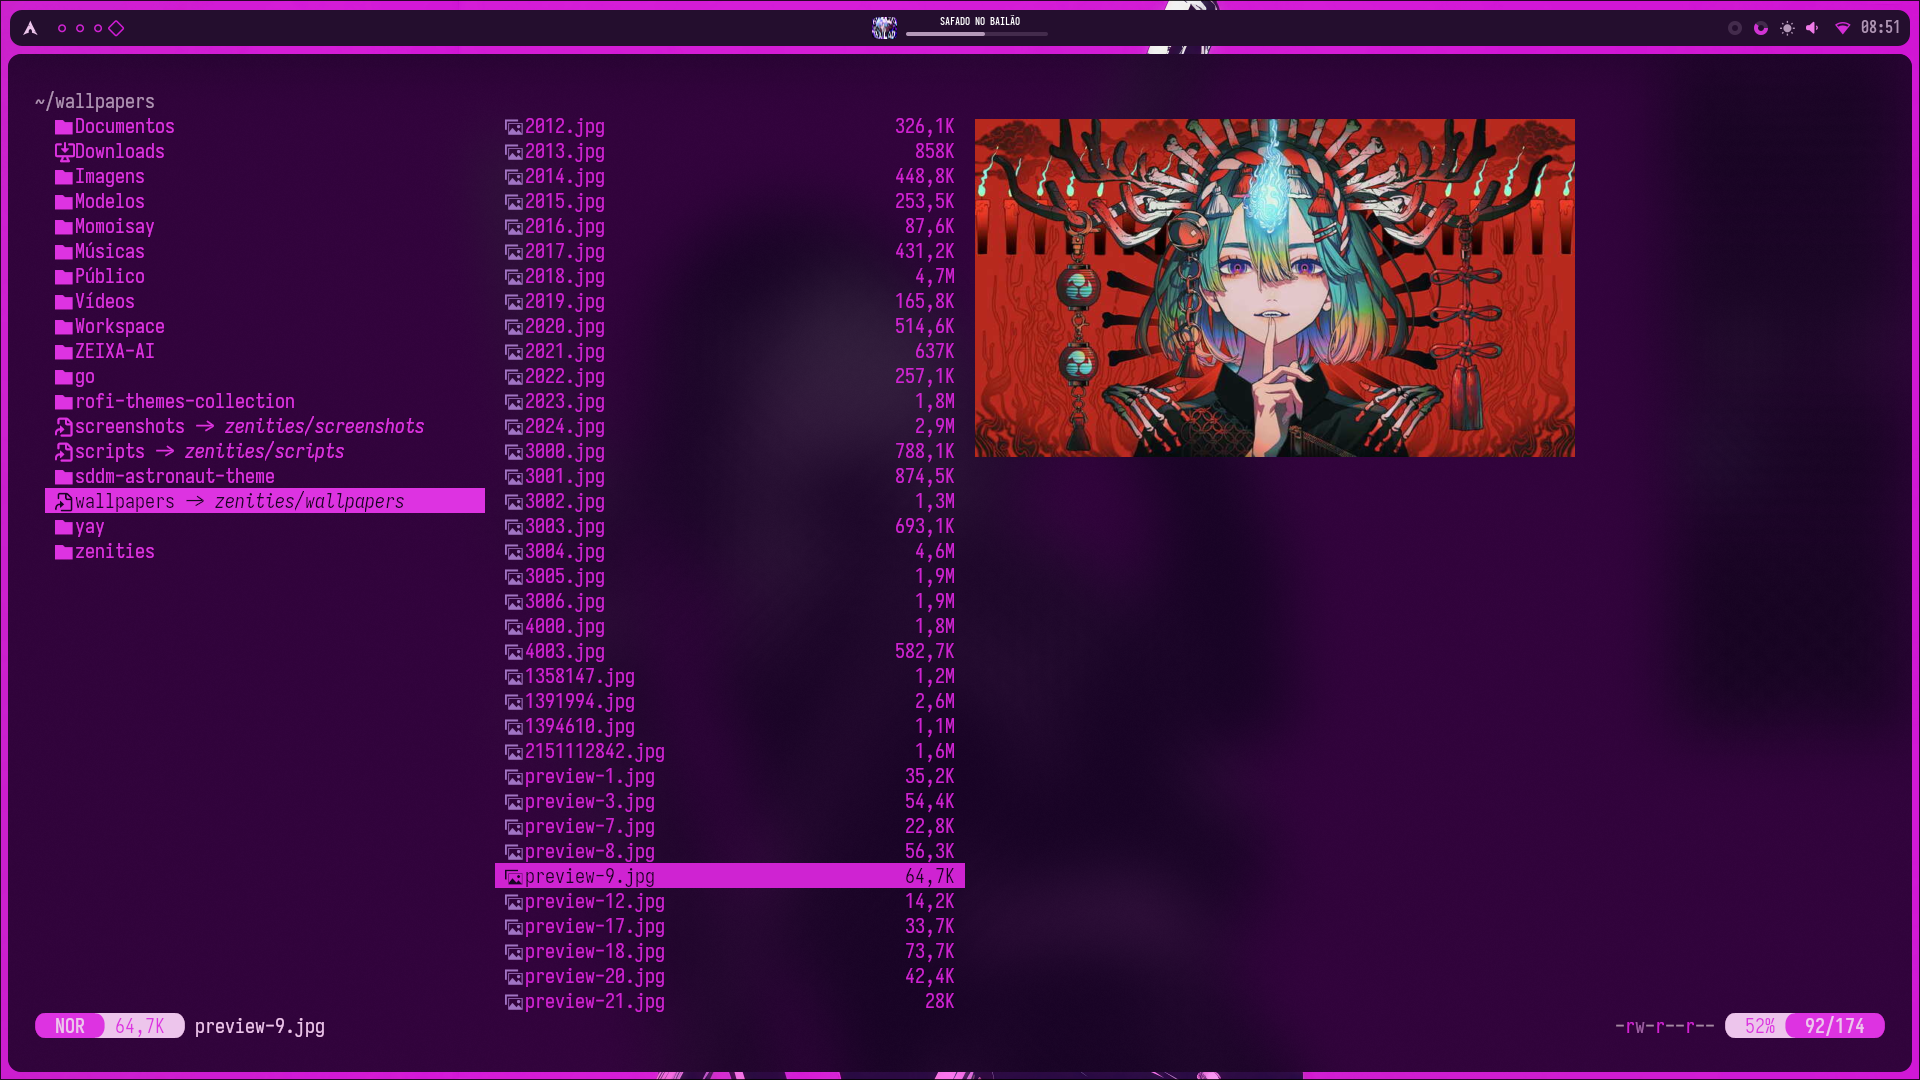 SAFADO NO BAILÃO
08:51
~/wallpapers
Documentos
Downloads
Imagens
Modelos
Momoisay
Músicas
Público
Vídeos
Workspace
ZEIXA-AI
go
rofi-themes-collection
screenshots -> zenities/screenshots
scripts -> zenities/scripts
sddm-astronaut-theme
wallpapers -> zenities/wallpapers
yay
zenities
2012.jpg 326,1K
2013.jpg 858K
2014.jpg 448,8K
2015.jpg 253,5K
2016.jpg 87,6K
2017.jpg 431,2K
2018.jpg 4,7M
2019.jpg 165,8K
2020.jpg 514,6K
2021.jpg 637K
2022.jpg 257,1K
2023.jpg 1,8M
2024.jpg 2,9M
3000.jpg 788,1K
3001.jpg 874,5K
3002.jpg 1,3M
3003.jpg 693,1K
3004.jpg 4,6M
3005.jpg 1,9M
3006.jpg 1,9M
4000.jpg 1,8M
4003.jpg 582,7K
1358147.jpg 1,2M
1391994.jpg 2,6M
1394610.jpg 1,1M
2151112842.jpg 1,6M
preview-1.jpg 35,2K
preview-3.jpg 54,4K
preview-7.jpg 22,8K
preview-8.jpg 56,3K
preview-9.jpg 64,7K
preview-12.jpg 14,2K
preview-17.jpg 33,7K
preview-18.jpg 73,7K
preview-20.jpg 42,4K
preview-21.jpg 28K
NOR 64,7K preview-9.jpg -rw-r--r-- 52% 92/174